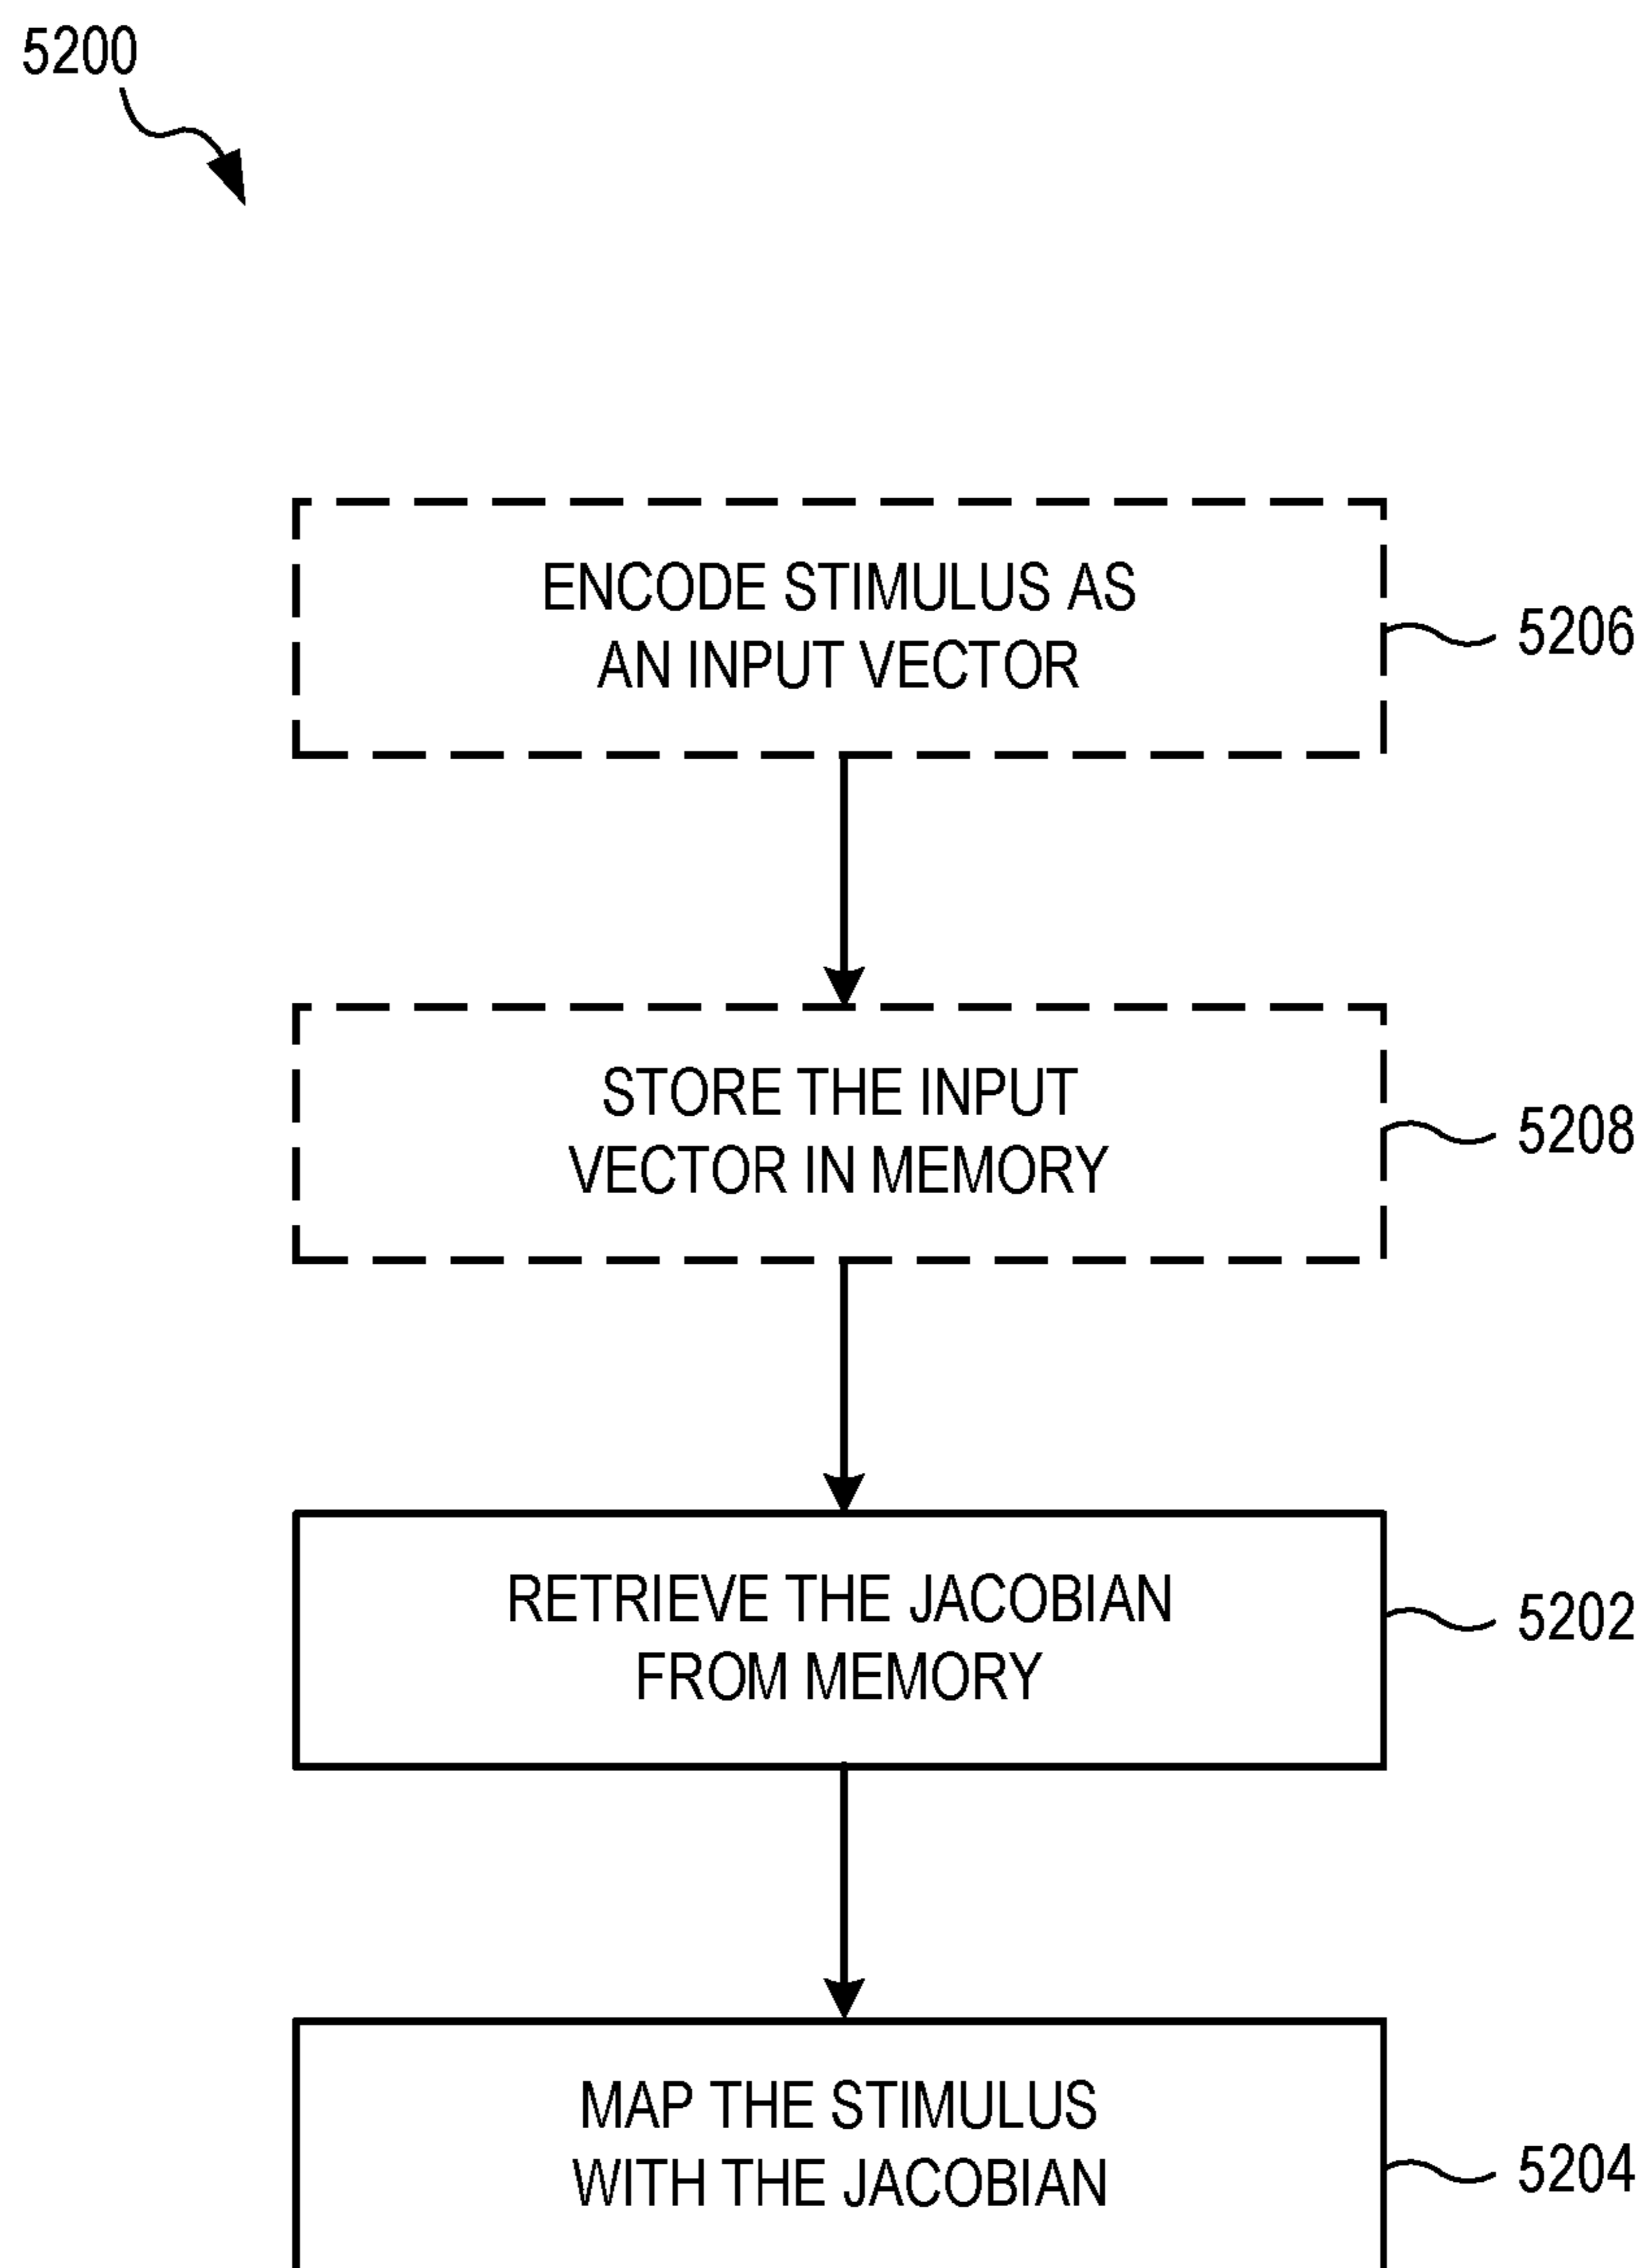 5200
ENCODE STIMULUS AS
AN INPUT VECTOR
5206
STORE THE INPUT
VECTOR IN MEMORY
5208
RETRIEVE THE JACOBIAN
FROM MEMORY
5202
MAP THE STIMULUS
WITH THE JACOBIAN
5204